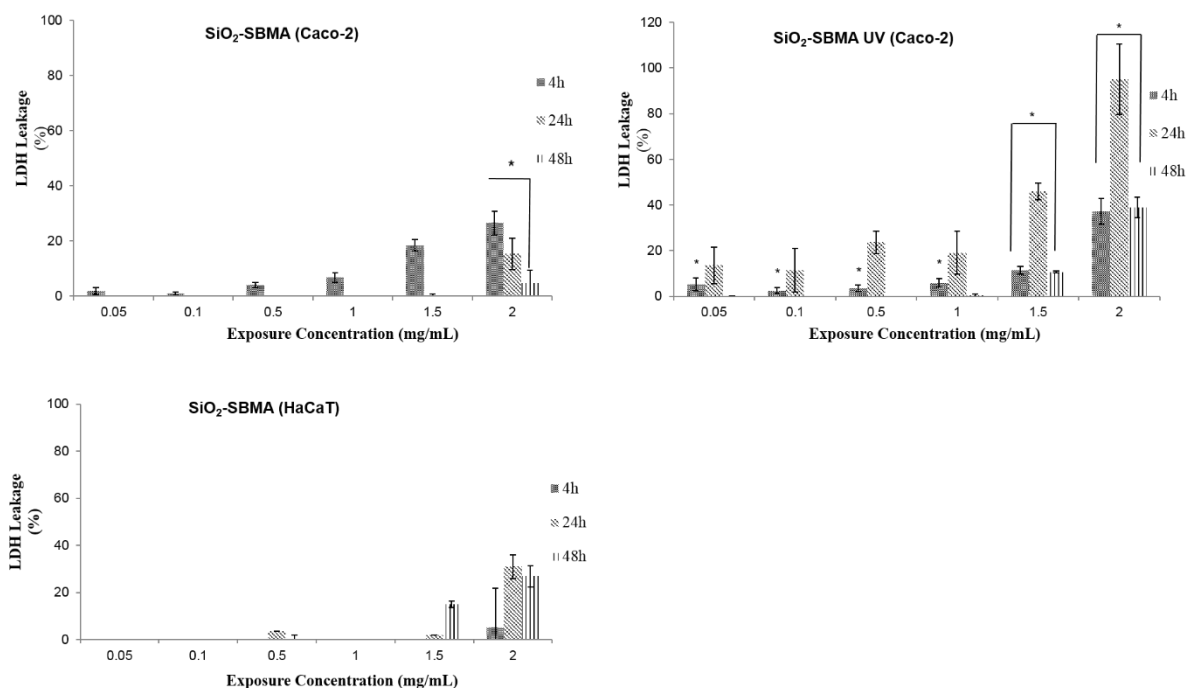 SiO₂-SBMA (Caco-2)
LDH Leakage
(%)
100
80
60
40
20
0
4h
24h
48h
*
0.05 0.1 0.5 1 1.5 2
Exposure Concentration (mg/mL)
SiO₂-SBMA UV (Caco-2)
LDH Leakage
(%)
120
100
80
60
40
20
0
4h
24h
48h
* * * * * *
0.05 0.1 0.5 1 1.5 2
Exposure Concentration (mg/mL)
SiO₂-SBMA (HaCaT)
LDH Leakage
(%)
100
80
60
40
20
0
4h
24h
48h
0.05 0.1 0.5 1 1.5 2
Exposure Concentration (mg/mL)